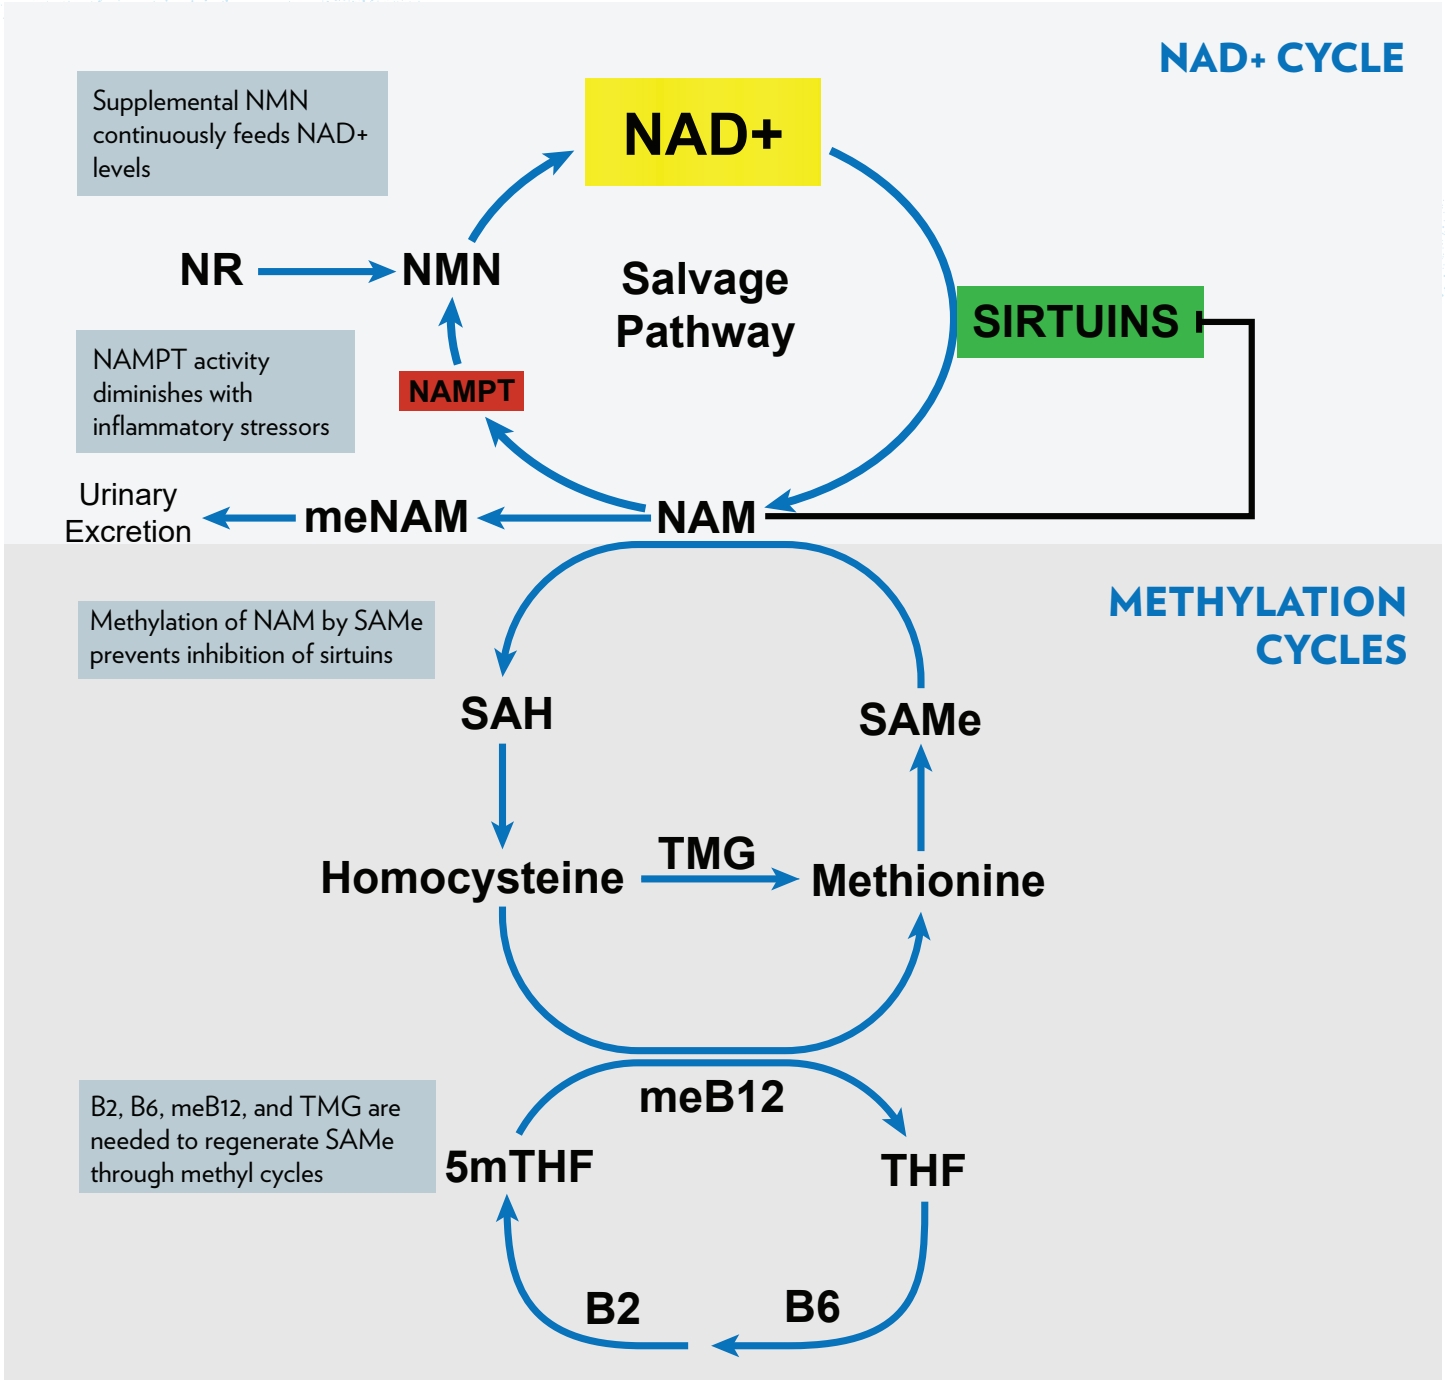 NAD+ CYCLE
Supplemental NMN
continuously feeds NAD+
levels
NAD+
NR
NMN
Salvage
Pathway
SIRTUINS
NAMPT activity
diminishes with
inflammatory stressors
NAMPT
Urinary
Excretion
meNAM
NAM
METHYLATION
CYCLES
Methylation of NAM by SAMe
prevents inhibition of sirtuins
SAH
SAMe
Homocysteine
TMG
Methionine
meB12
B2, B6, meB12, and TMG are
needed to regenerate SAMe
through methyl cycles
5mTHF
THF
B2
B6